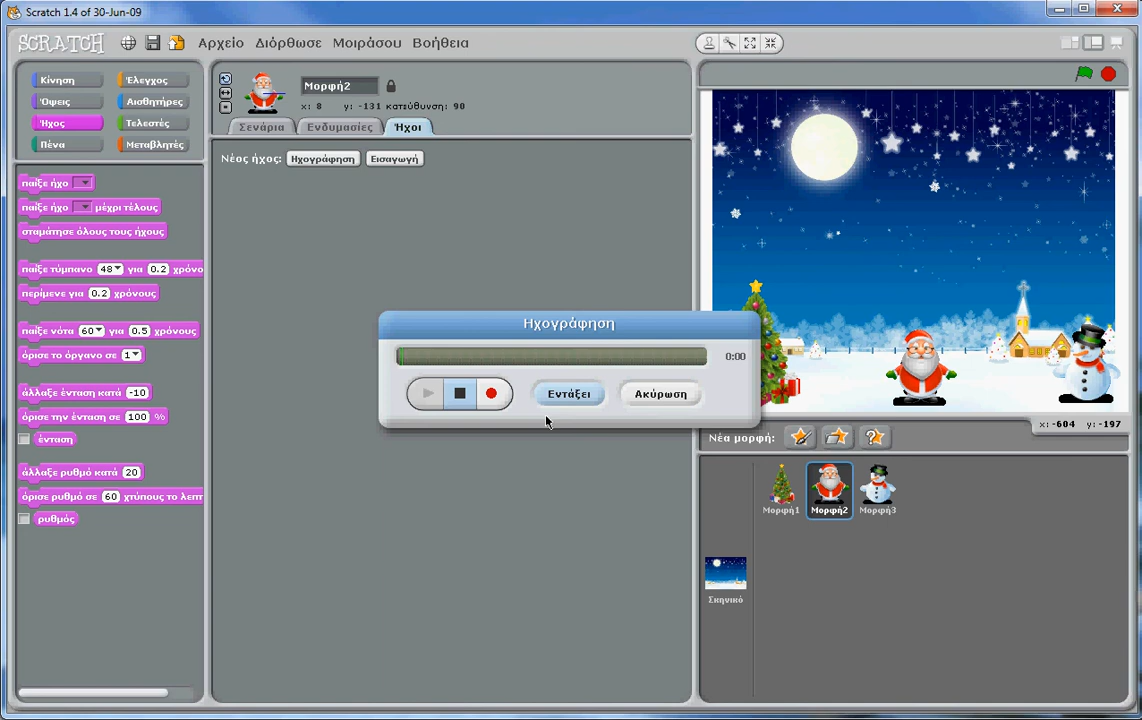 Scratch 1.4 of 30-Jun-09
SCRATCH Αρχείο Διόρθωσε Μοιράσου Βοήθεια
Κίνηση Έλεγχος
Όψεις Αισθητήρες
Ήχος Τελεστές
Πένα Μεταβλητές
παίξε ήχο
παίξε ήχο μέχρι τέλους
σταμάτησε όλους τους ήχους
παίξε τύμπανο 48 για 0.2 χρόνο
περίμενε για 0.2 χρόνους
παίξε νότα 60 για 0.5 χρόνους
όρισε το όργανο σε 1
άλλαξε ένταση κατά -10
όρισε την ένταση σε 100 %
ένταση
άλλαξε ρυθμό κατά 20
όρισε ρυθμό σε 60 χτύπους το λεπτ
ρυθμός
Μορφή2
x: 8 y: -131 κατεύθυνση: 90
Σενάρια Ενδυμασίες Ήχοι
Νέος ήχος: Ηχογράφηση Εισαγωγή
Ηχογράφηση
0:00
Εντάξει Ακύρωση
x: -604 y: -197
Νέα μορφή:
Μορφή1 Μορφή2 Μορφή3
Σκηνικό